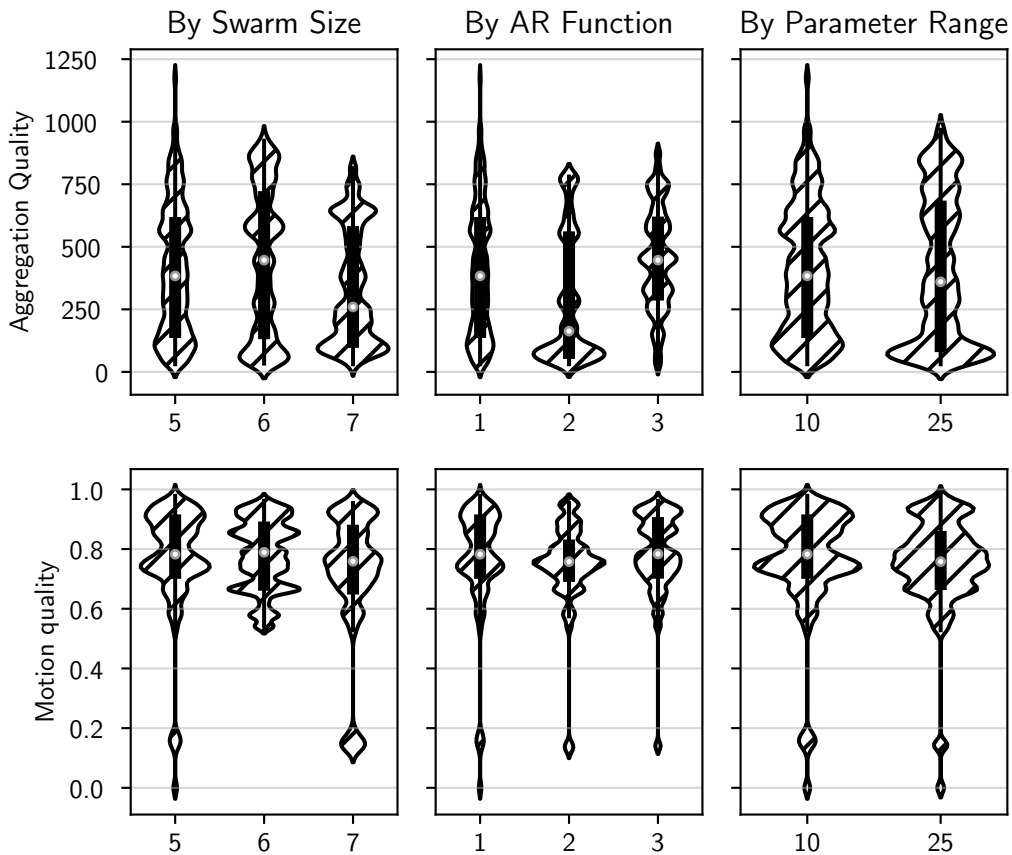 By Swarm Size
By AR Function
By Parameter Range
Aggregation Quality
1250
1000
750
500
250
0
5 6 7
1 2 3
10 25
Motion quality
1.0
0.8
0.6
0.4
0.2
0.0
5 6 7
1 2 3
10 25